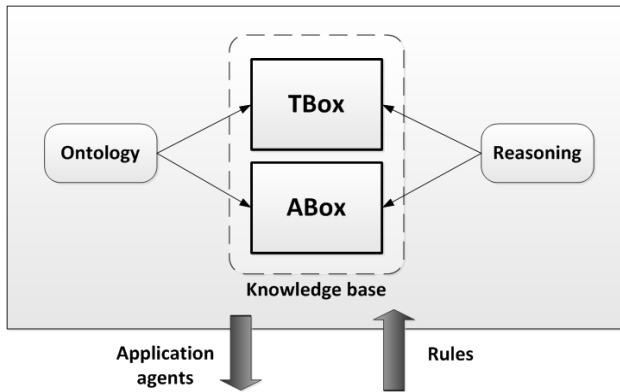 TBox
Ontology
Reasoning
ABox
Knowledge base
Application
agents
Rules